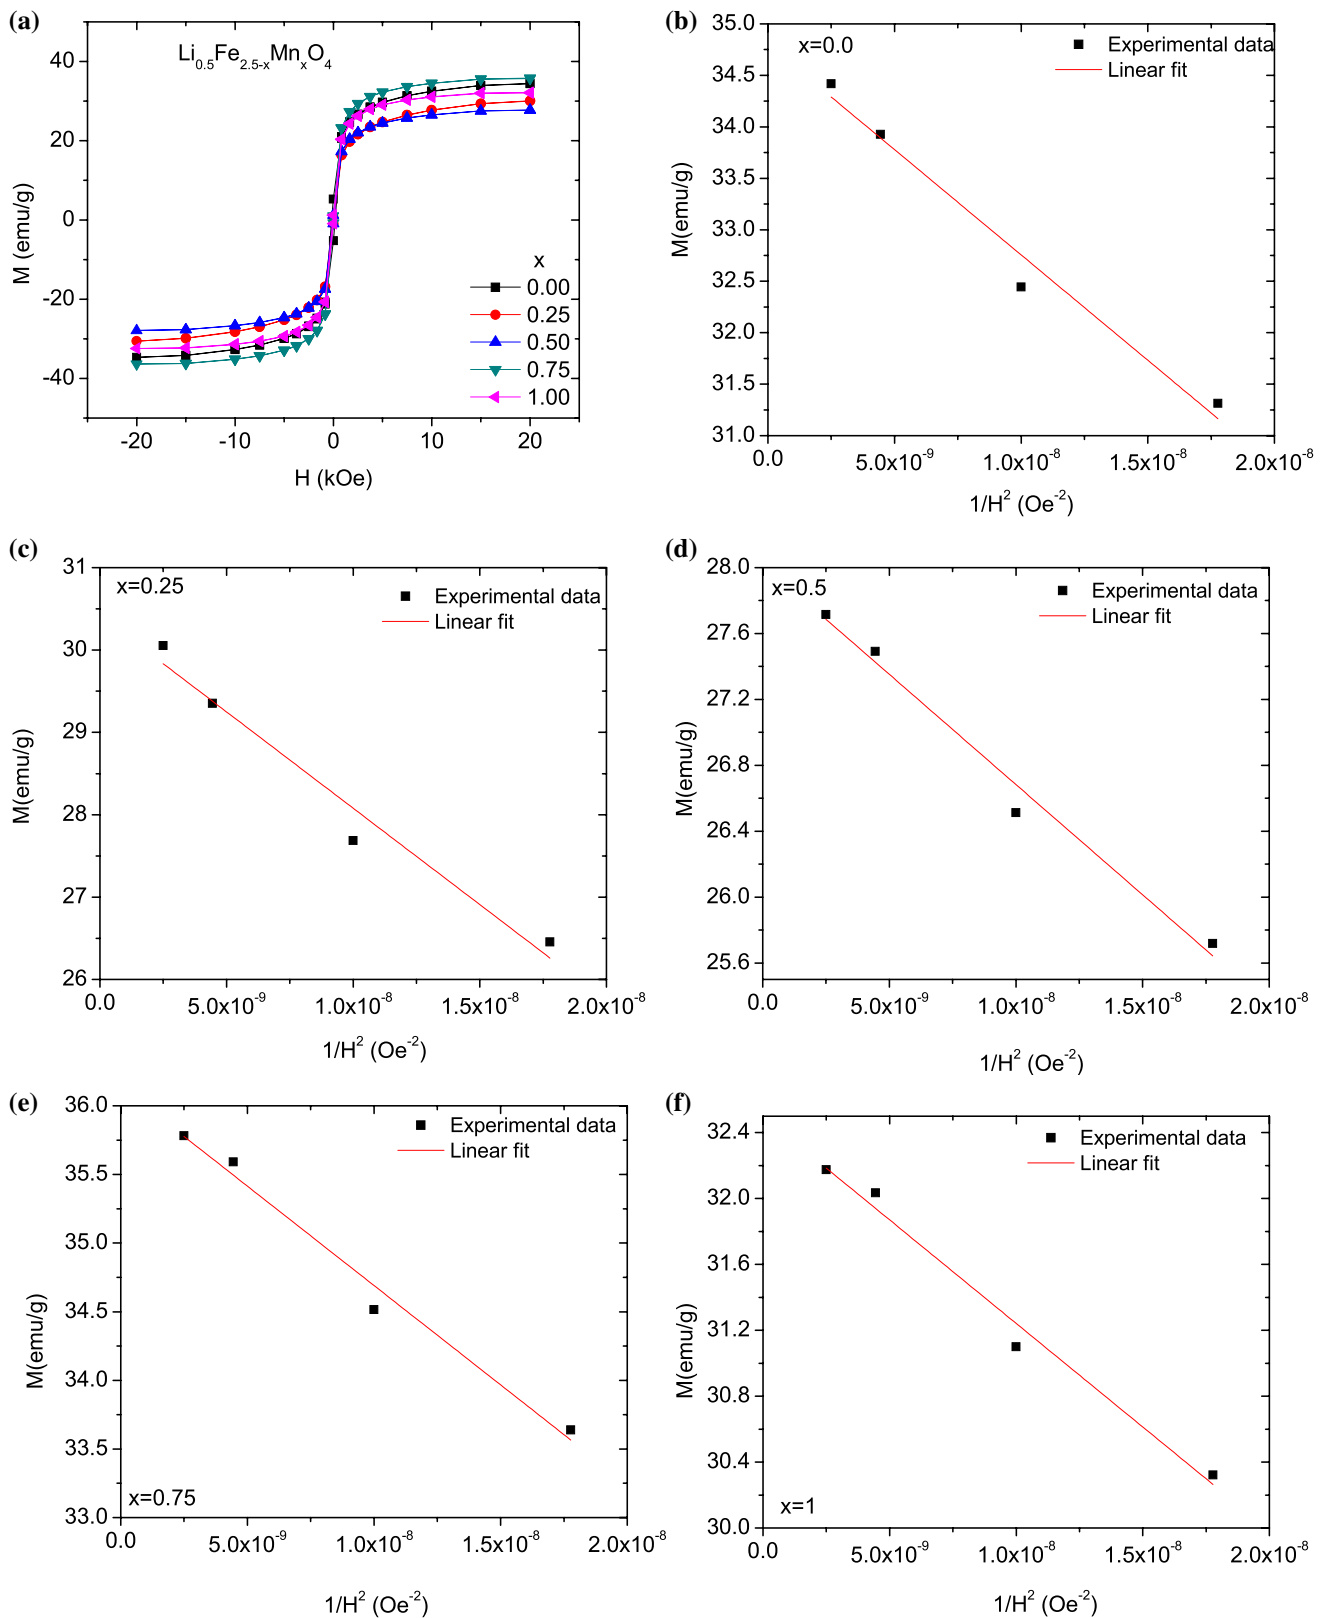 (a)
Li0.5Fe2.5-xMnxO4
40
20
0
-20
-40
M (emu/g)
x
0.00
0.25
0.50
0.75
1.00
-20 -10 0 10 20
H (kOe)
(b)
x=0.0
Experimental data
Linear fit
35.0
34.5
34.0
33.5
33.0
32.5
32.0
31.5
31.0
M(emu/g)
0.0 5.0x10⁻⁹ 1.0x10⁻⁸ 1.5x10⁻⁸ 2.0x10⁻⁸
1/H² (Oe⁻²)
(c)
x=0.25
Experimental data
Linear fit
31
30
29
28
27
26
M(emu/g)
0.0 5.0x10⁻⁹ 1.0x10⁻⁸ 1.5x10⁻⁸ 2.0x10⁻⁸
1/H² (Oe⁻²)
(d)
x=0.5
Experimental data
Linear fit
28.0
27.6
27.2
26.8
26.4
26.0
25.6
M(emu/g)
0.0 5.0x10⁻⁹ 1.0x10⁻⁸ 1.5x10⁻⁸ 2.0x10⁻⁸
1/H² (Oe⁻²)
(e)
Experimental data
Linear fit
36.0
35.5
35.0
34.5
34.0
33.5
33.0
M(emu/g)
x=0.75
0.0 5.0x10⁻⁹ 1.0x10⁻⁸ 1.5x10⁻⁸ 2.0x10⁻⁸
1/H² (Oe⁻²)
(f)
Experimental data
Linear fit
32.4
32.0
31.6
31.2
30.8
30.4
30.0
M(emu/g)
x=1
0.0 5.0x10⁻⁹ 1.0x10⁻⁸ 1.5x10⁻⁸ 2.0x10⁻⁸
1/H² (Oe⁻²)